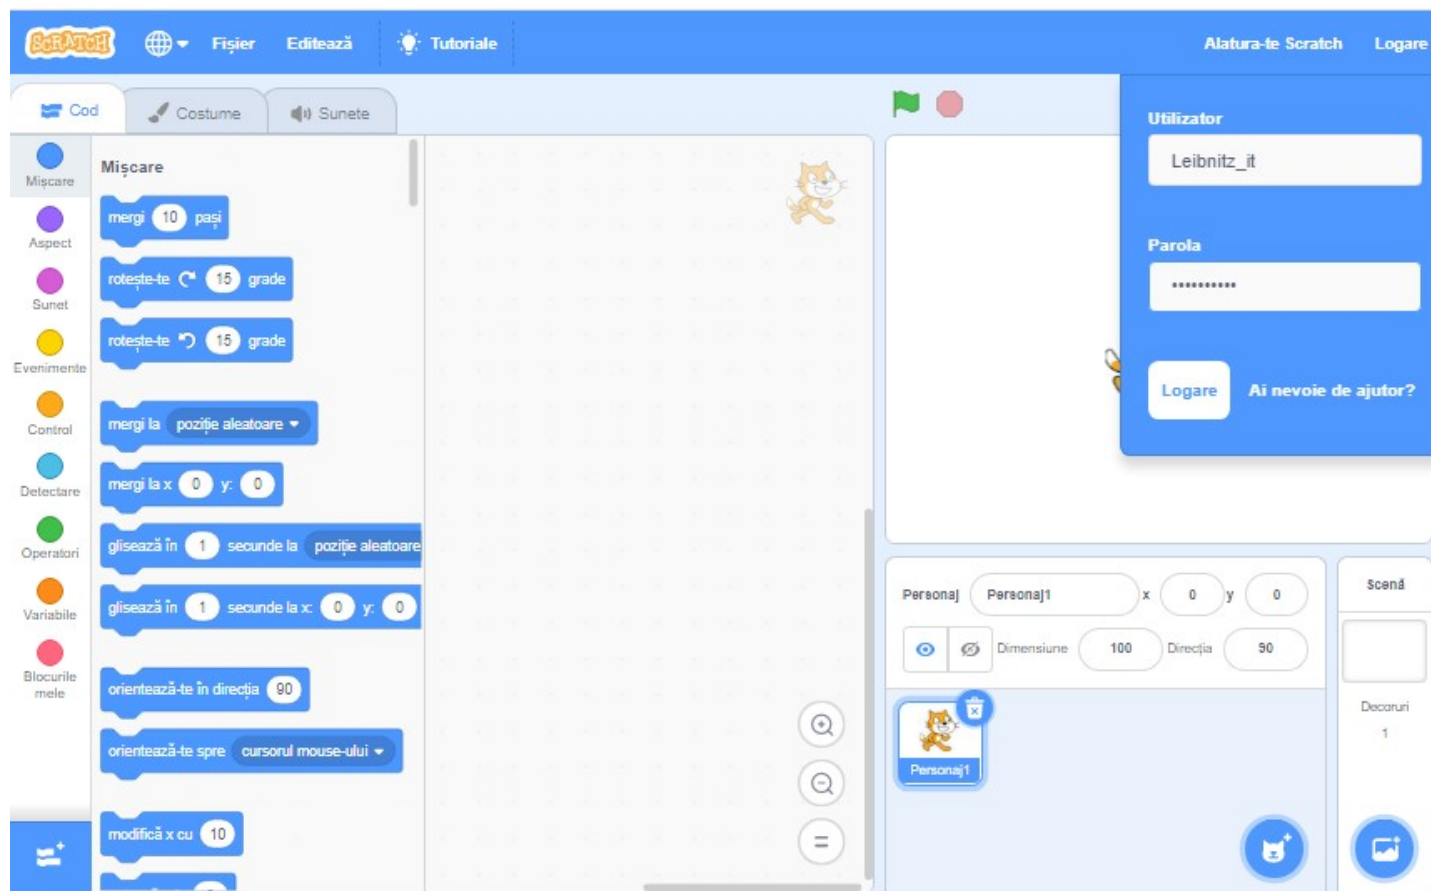 SCRATCH Fișier Editează Tutoriale Alatura-te Scratch Logare
Cod Costume Sunete
Mișcare
Aspect
Sunet
Evenimente
Control
Detectare
Operatori
Variabile
Blocurile
mele
Mișcare
mergi 10 pași
rotește-te 15 grade
rotește-te 15 grade
mergi la poziție aleatoare
mergi la x 0 y: 0
glisează în 1 secunde la poziție aleatoare
glisează în 1 secunde la x: 0 y: 0
orientează-te în direcția 90
orientează-te spre cursorul mouse-ului
modifică x cu 10
Utilizator
Leibnitz_it
Parola
••••••••••
Logare Ai nevoie de ajutor?
Personaj Personaj1 x 0 y 0
Dimensiune 100 Direcția 90
Personaj1
Scenă
Decoruri
1